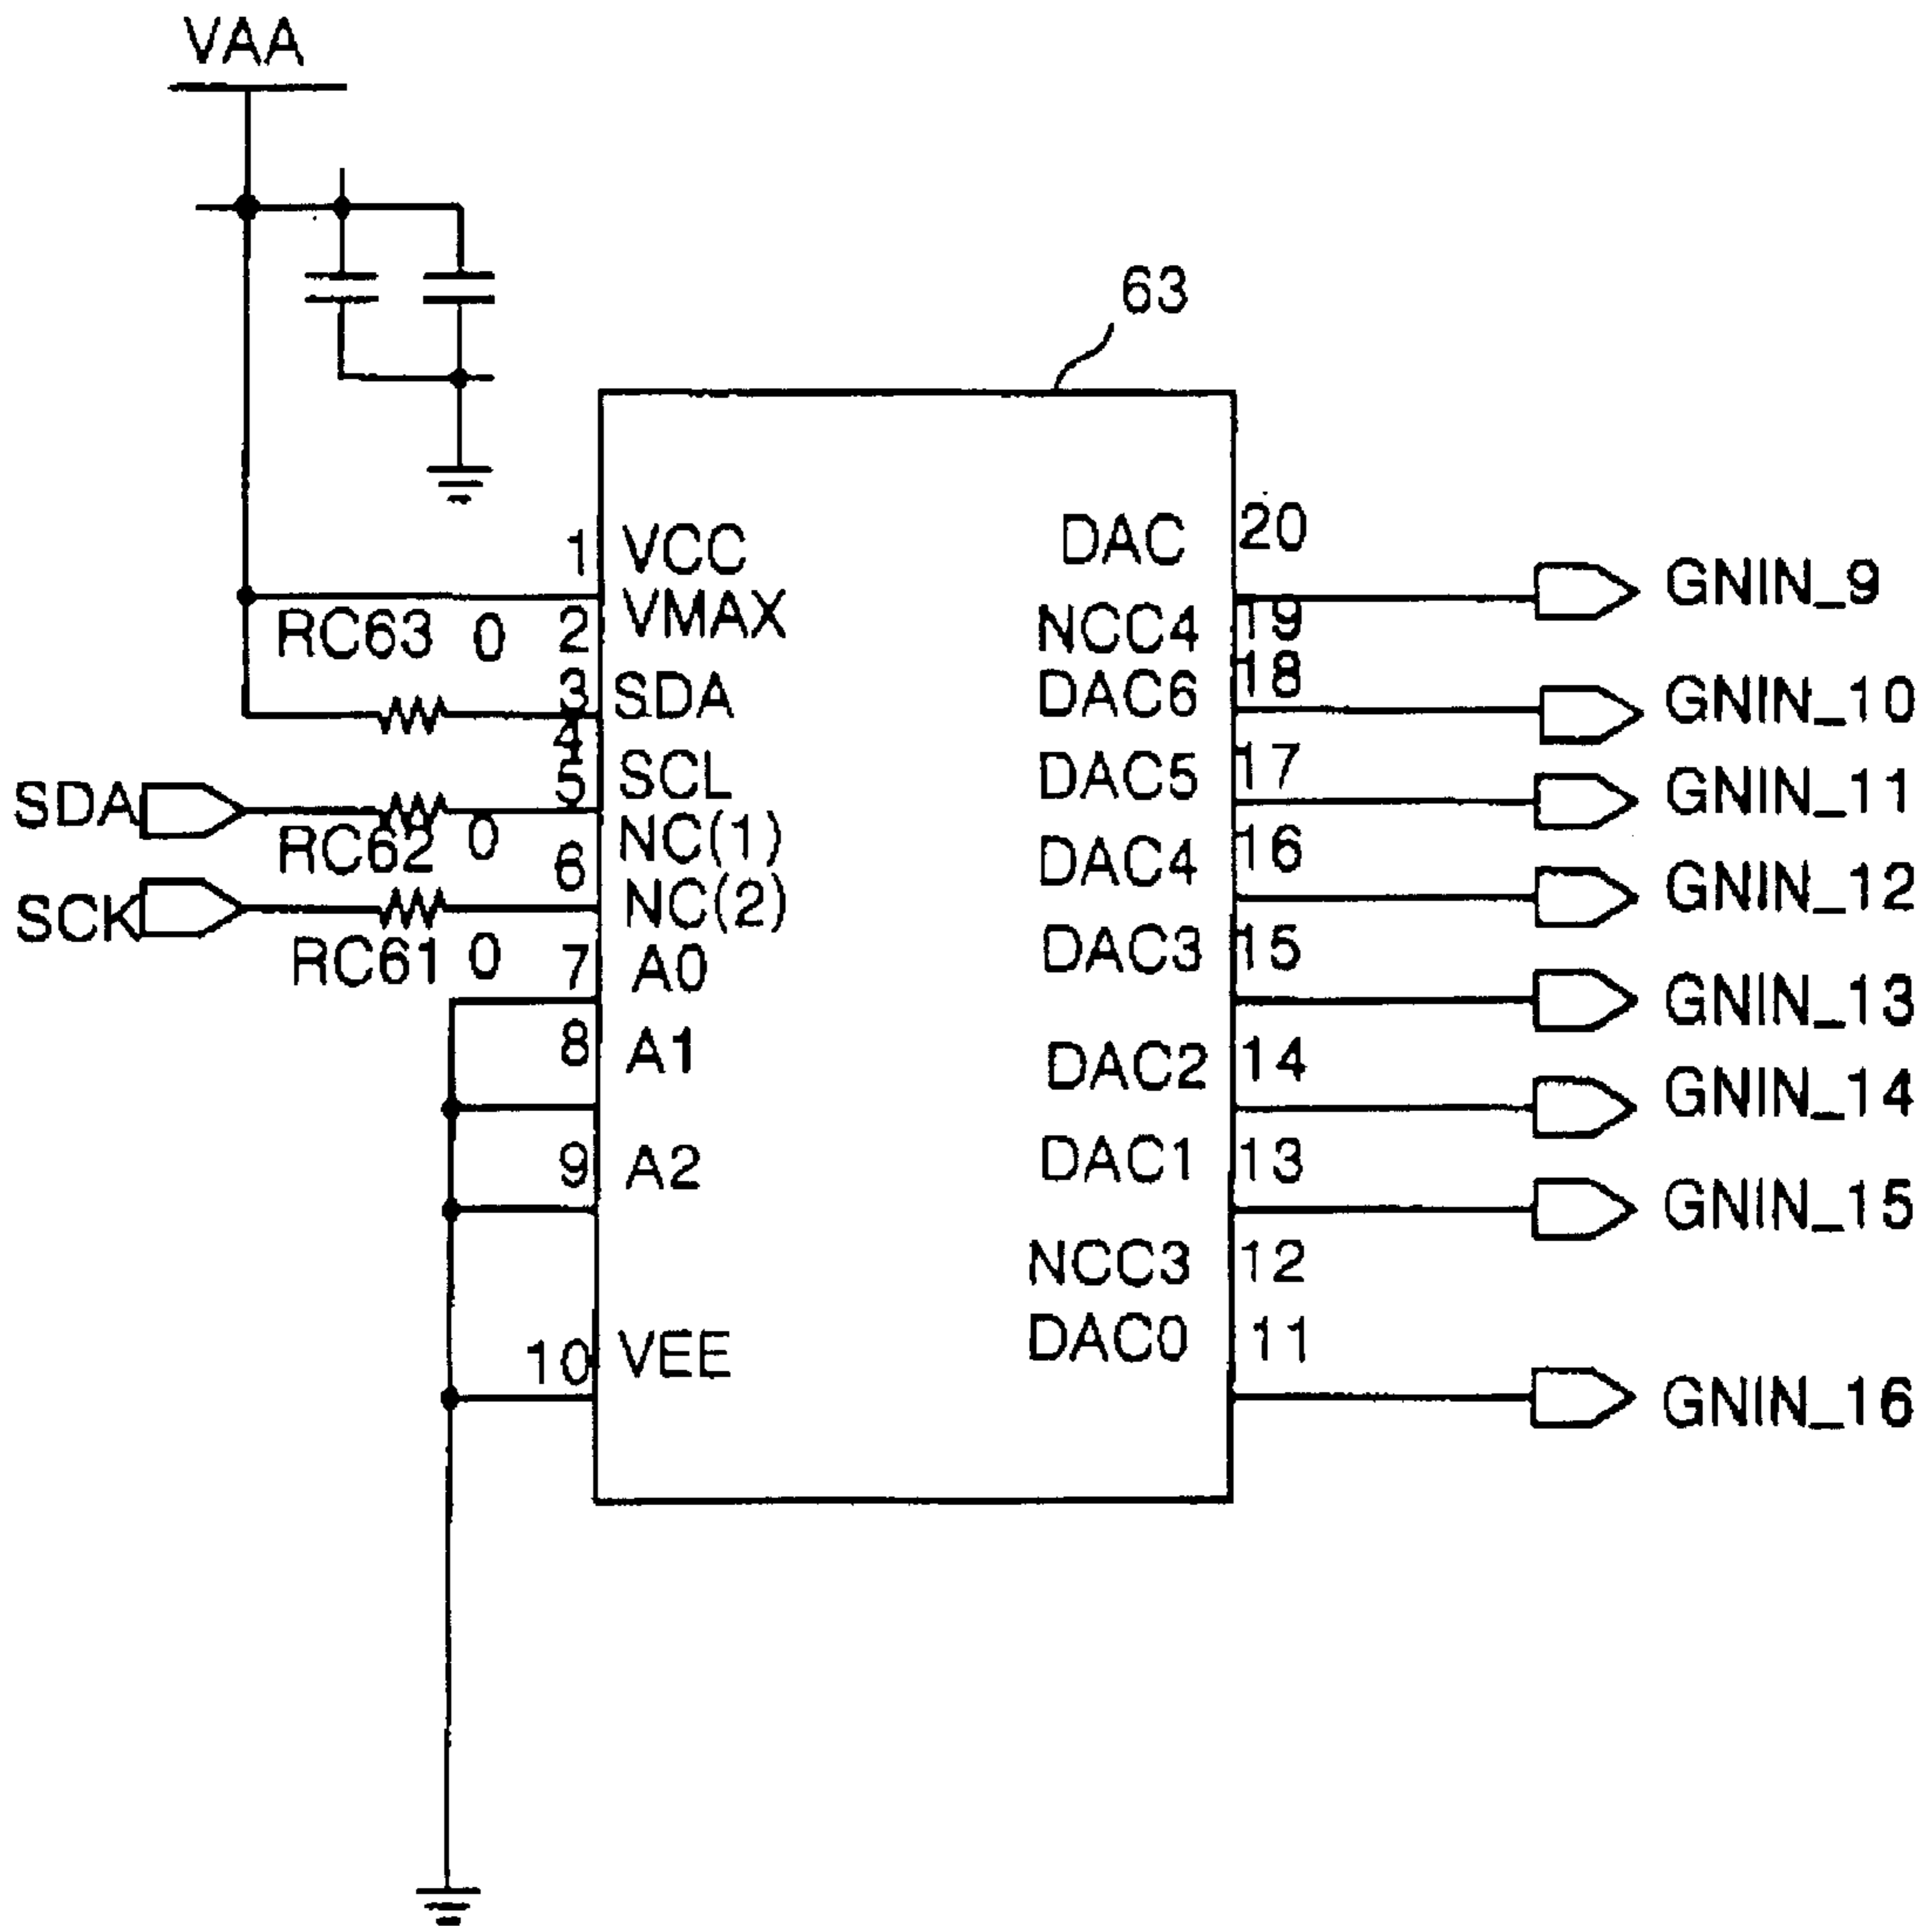 VAA
63
1 VCC DAC 20
GNIN_9
RC63 0 2 VMAX NCC4 19
3 SDA DAC6 18
GNIN_10
4
5 SCL DAC5 17
GNIN_11
SDA
RC62 0 NC(1)
6 DAC4 16
GNIN_12
SCK NC(2)
RC61 0 7 A0 DAC3 15
GNIN_13
8 A1 DAC2 14
GNIN_14
9 A2 DAC1 13
GNIN_15
NCC3 12
10 VEE DAC0 11
GNIN_16